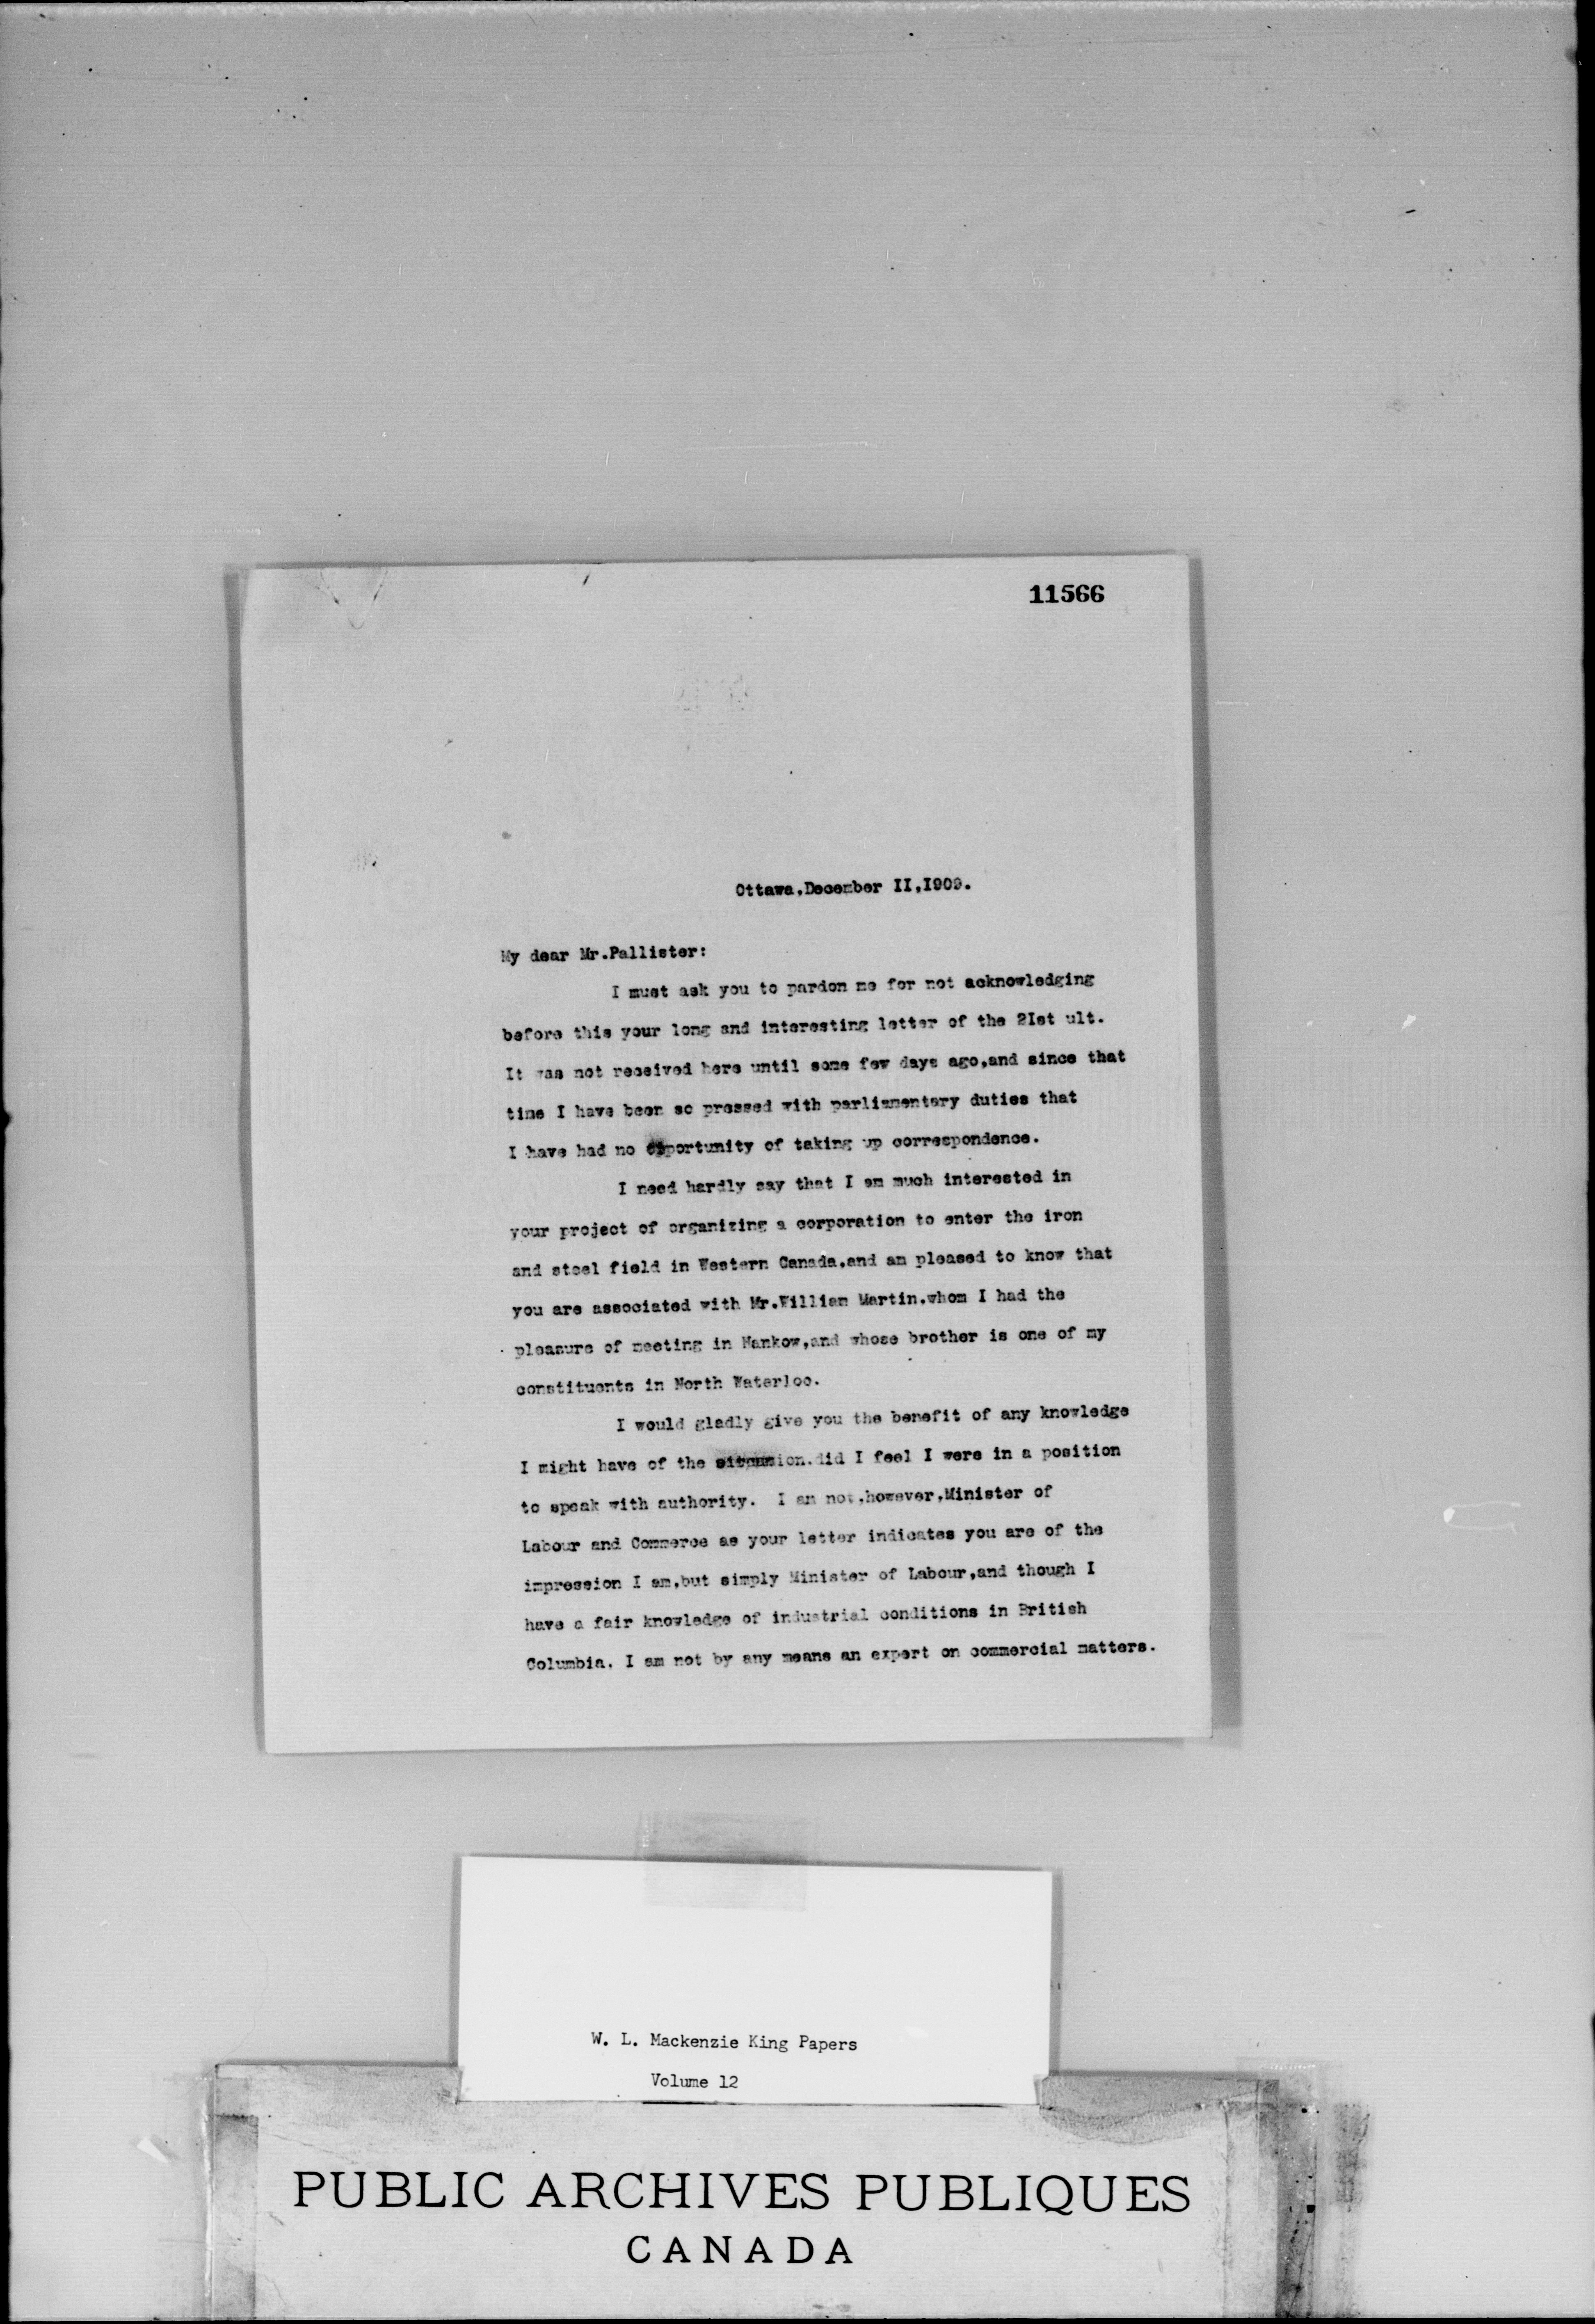 11566
Ottawa,December II,I909.
My dear Mr.Pallister:
I must ask you to pardon me for not acknowledging
before this your long and interesting letter of the 2Ist ult.
It was not received here until some few days ago,and since that
time I have been so pressed with parliamentary duties that
I have had no opportunity of taking up correspondence.
I need hardly say that I am much interested in
your project of organizing a corporation to enter the iron
and steel field in Western Canada,and am pleased to know that
you are associated with Mr.William Martin,whom I had the
pleasure of meeting in Hankow,and whose brother is one of my
constituents in North Waterloo.
I would gladly give you the benefit of any knowledge
I might have of the did I feel I were in a position
to speak with authority. I am not,however,Minister of
Labour and Commerce as your letter indicates you are of the
impression I am,but simply Minister of Labour,and though I
have a fair knowledge of industrial conditions in British
Columbia, I am not by any means an expert on commercial matters.
W. L. Mackenzie King Papers
Volume 12
PUBLIC ARCHIVES PUBLIQUES
CANADA